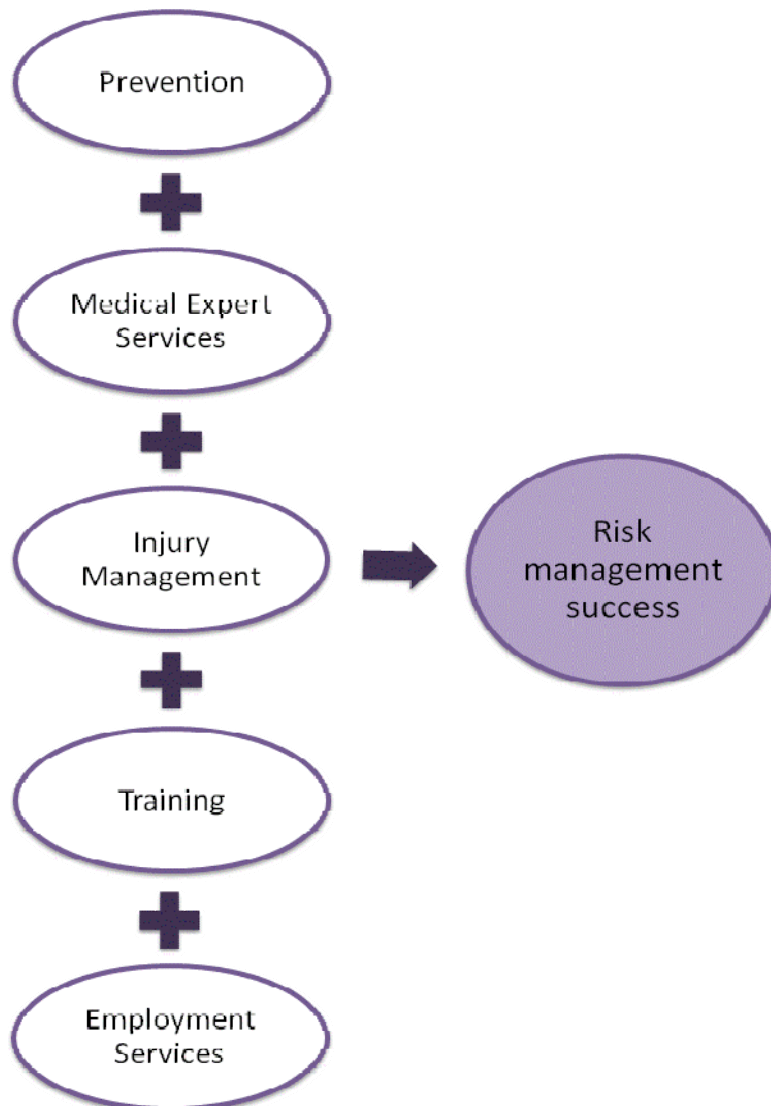 Prevention
Medical Expert
Services
Injury
Management
Risk
management
success
Training
Employment
Services